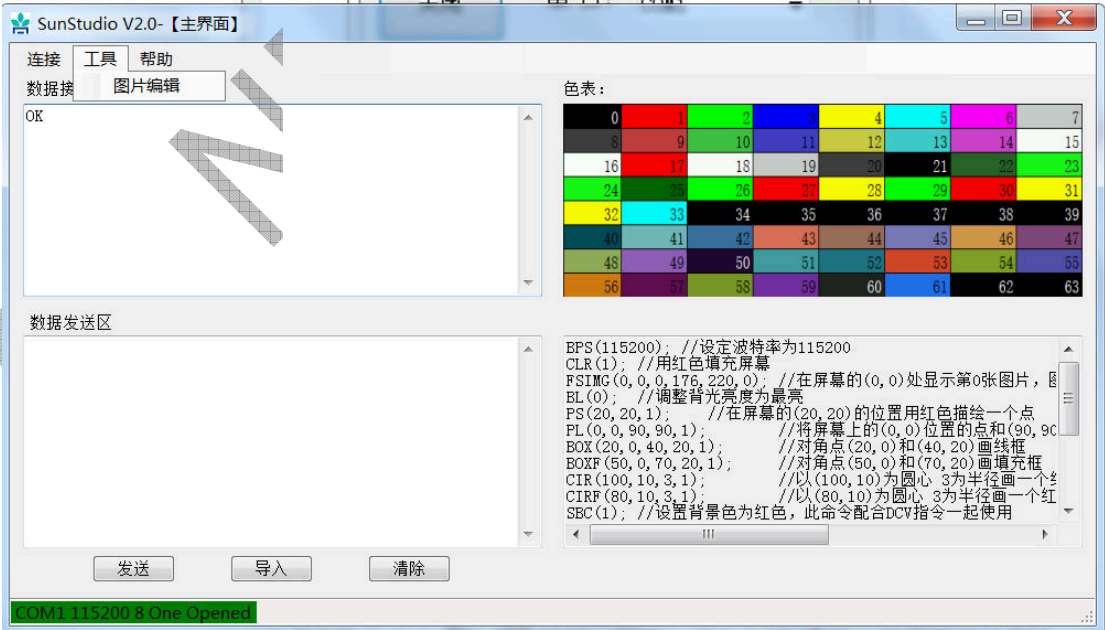 SunStudio V2.0-【主界面】
连接 工具 帮助
图片编辑
数据接
色表:
OK
0 1 2 3 4 5 6 7
8 9 10 11 12 13 14 15
16 17 18 19 20 21 22 23
24 25 26 27 28 29 30 31
32 33 34 35 36 37 38 39
40 41 42 43 44 45 46 47
48 49 50 51 52 53 54 55
56 57 58 59 60 61 62 63
数据发送区
BPS(115200); //设定波特率为115200
CLR(1); //用红色填充屏幕
FSIMG(0,0,0,176,220,0); //在屏幕的(0,0)处显示第0张图片,
BL(0); //调整背光亮度为最亮
PS(20,20,1); //在屏幕的(20,20)的位置用红色描绘一个点
PL(0,0,90,90,1); //将屏幕上的(0,0)位置的点和(90,90
BOX(20,0,40,20,1); //对角点(20,0)和(40,20)画线框
BOXF(50,0,70,20,1); //对角点(50,0)和(70,20)画填充框
CIR(100,10,3,1); //以(100,10)为圆心 3为半径画一个
CIRF(80,10,3,1); //以(80,10)为圆心 3为半径画一个红
SBC(1); //设置背景色为红色，此命令配合DCV指令一起使用
发送 导入 清除
COM1 115200 8 One Opened